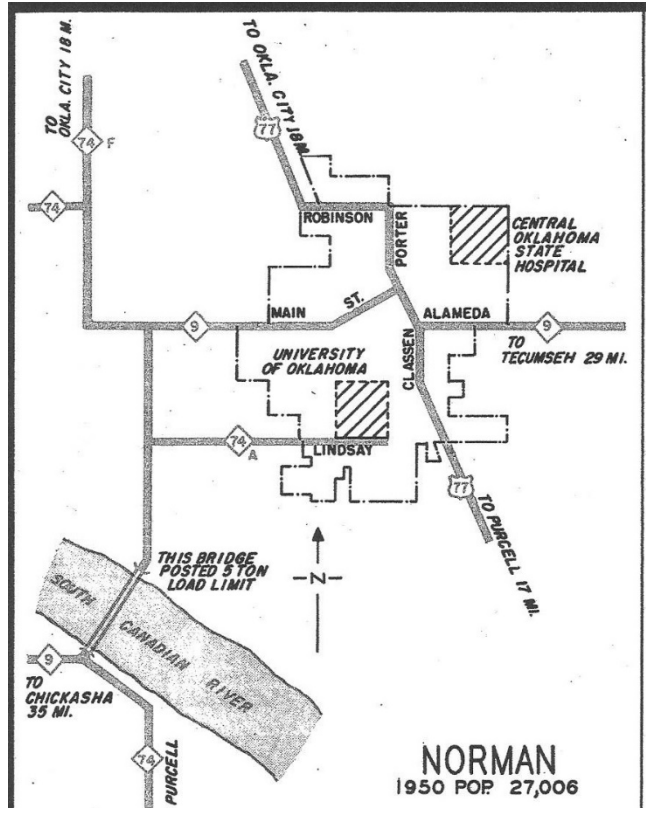 TO
OKLA. CITY 18 M.
74
F
74
TO OKLA. CITY 18 M.
77
ROBINSON
PORTER
CENTRAL
OKLAHOMA
STATE
HOSPITAL
MAIN
ST.
9
ALAMEDA
9
TO
TECUMSEH 29 MI.
CLASSEN
UNIVERSITY
OF OKLAHOMA
74
A
LINDSAY
77
TO PURCELL 17 MI.
THIS BRIDGE
POSTED 5 TON
LOAD LIMIT
N
SOUTH CANADIAN RIVER
9
TO
CHICKASHA
35 MI.
74
PURCELL
NORMAN
1950 POP. 27,006